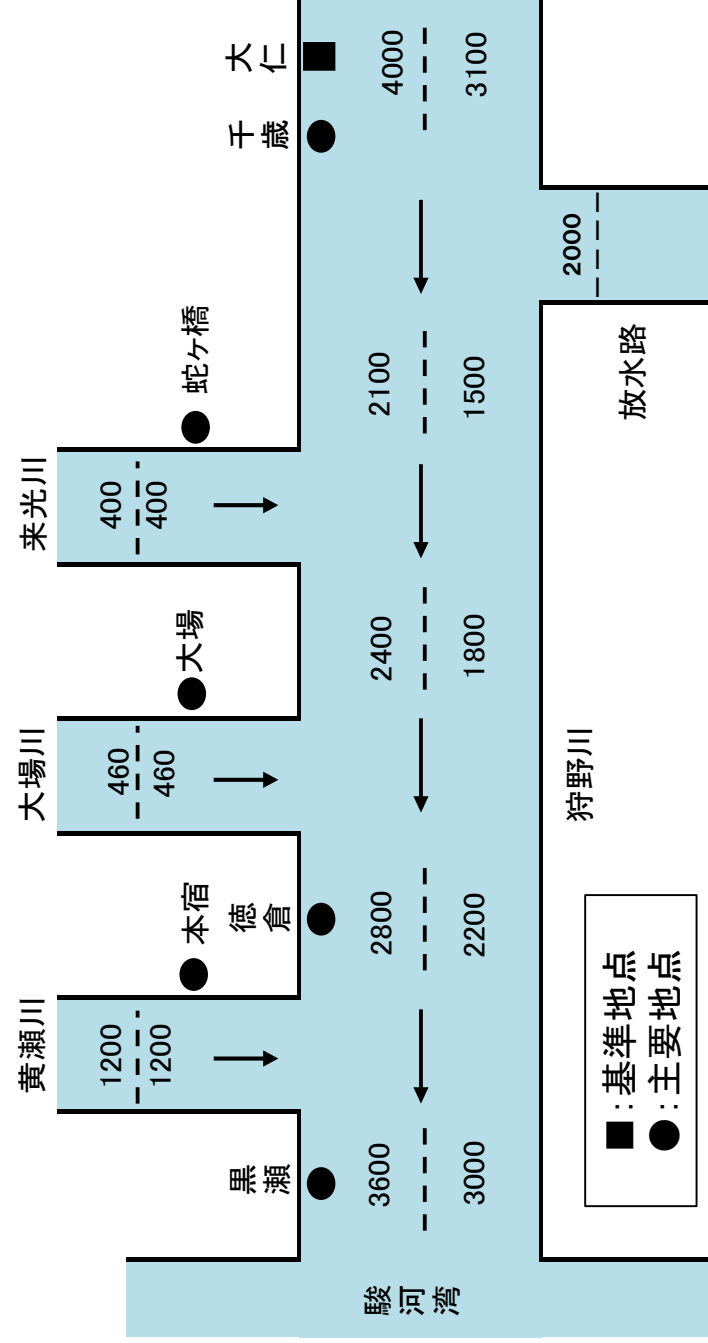 黄瀬川
大場川
来光川
1200
1200
460
460
400
400
本宿
大場
蛇ヶ橋
黒瀬
徳倉
千歳
大仁
駿河湾
3600
3000
2800
2200
2400
1800
2100
1500
4000
3100
2000
狩野川
放水路
■:基準地点
●:主要地点